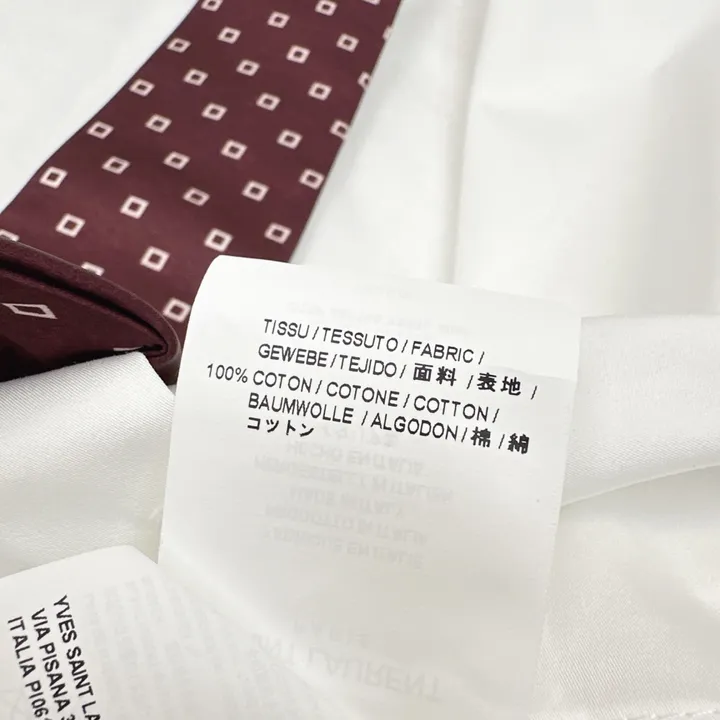 TISSU / TESSUTO / FABRIC /
GEWEBE / TEJIDO / 面料 / 表地 /
100% COTON / COTONE / COTTON /
BAUMWOLLE / ALGODON / 棉 / 綿
コットン
YVES SAINT LA
VIA PISANA
ITALIA PI06